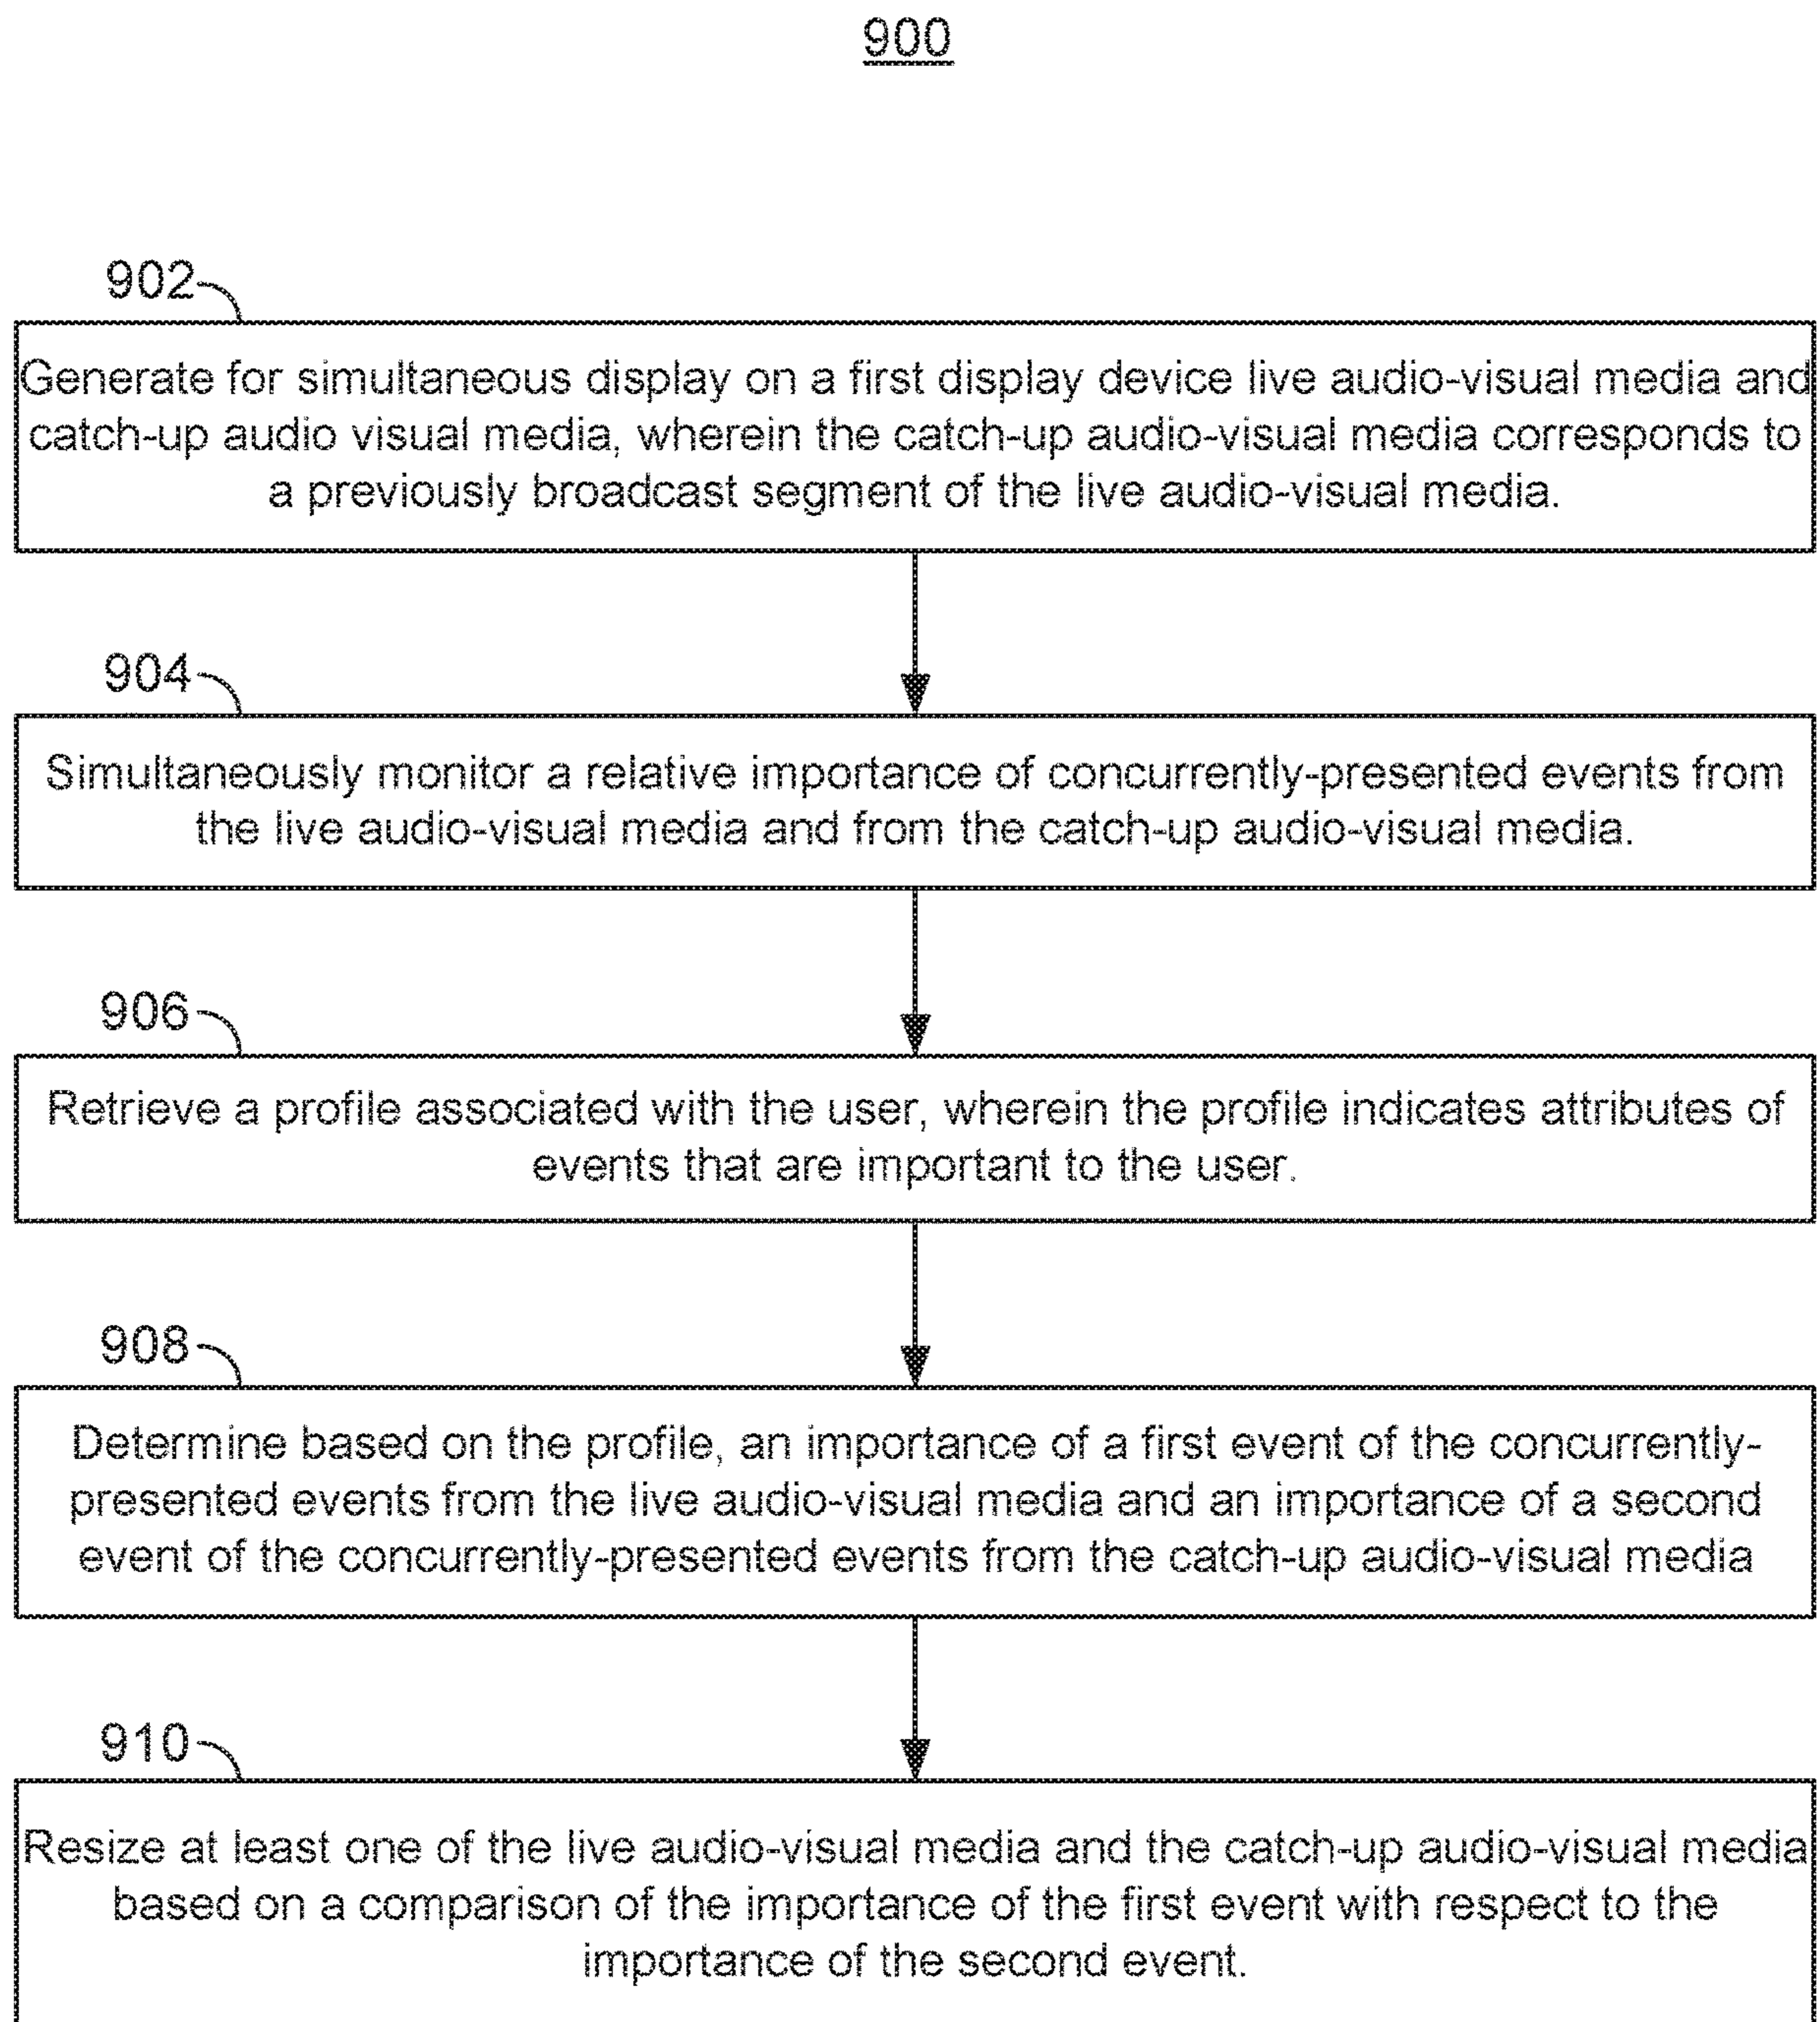 900
902
Generate for simultaneous display on a first display device live audio-visual media and
catch-up audio visual media, wherein the catch-up audio-visual media corresponds to
a previously broadcast segment of the live audio-visual media.
904
Simultaneously monitor a relative importance of concurrently-presented events from
the live audio-visual media and from the catch-up audio-visual media.
906
Retrieve a profile associated with the user, wherein the profile indicates attributes of
events that are important to the user.
908
Determine based on the profile, an importance of a first event of the concurrently-
presented events from the live audio-visual media and an importance of a second
event of the concurrently-presented events from the catch-up audio-visual media
910
Resize at least one of the live audio-visual media and the catch-up audio-visual media
based on a comparison of the importance of the first event with respect to the
importance of the second event.